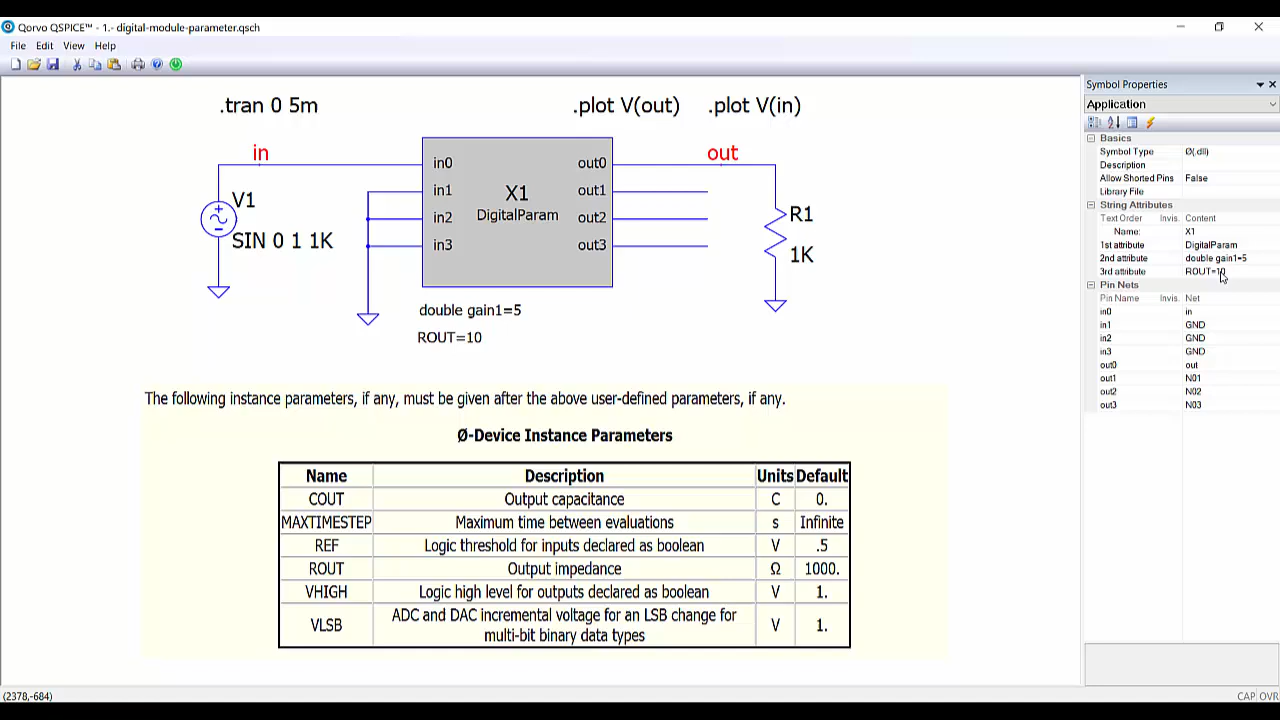 Qorvo QSPICE™ - 1.- digital-module-parameter.qsch
File Edit View Help
.tran 0 5m
.plot V(out) .plot V(in)
in
out
in0 out0
in1 out1
in2 out2
in3 out3
X1
DigitalParam
V1
SIN 0 1 1K
R1
1K
double gain1=5
ROUT=10
The following instance parameters, if any, must be given after the above user-defined parameters, if any.
Ø-Device Instance Parameters
Name Description Units Default
COUT Output capacitance C 0.
MAXTIMESTEP Maximum time between evaluations s Infinite
REF Logic threshold for inputs declared as boolean V .5
ROUT Output impedance Ω 1000.
VHIGH Logic high level for outputs declared as boolean V 1.
VLSB ADC and DAC incremental voltage for an LSB change for V 1.
multi-bit binary data types
Symbol Properties
Application
Basics
Symbol Type Ø(.dll)
Description
Allow Shorted Pins False
Library File
String Attributes
Text Order Invis. Content
Name: X1
1st attribute DigitalParam
2nd attribute double gain1=5
3rd attribute ROUT=10
Pin Nets
Pin Name Invis. Net
in0 in
in1 GND
in2 GND
in3 GND
out0 out
out1 N01
out2 N02
out3 N03
(2378,-684)
CAP OVR